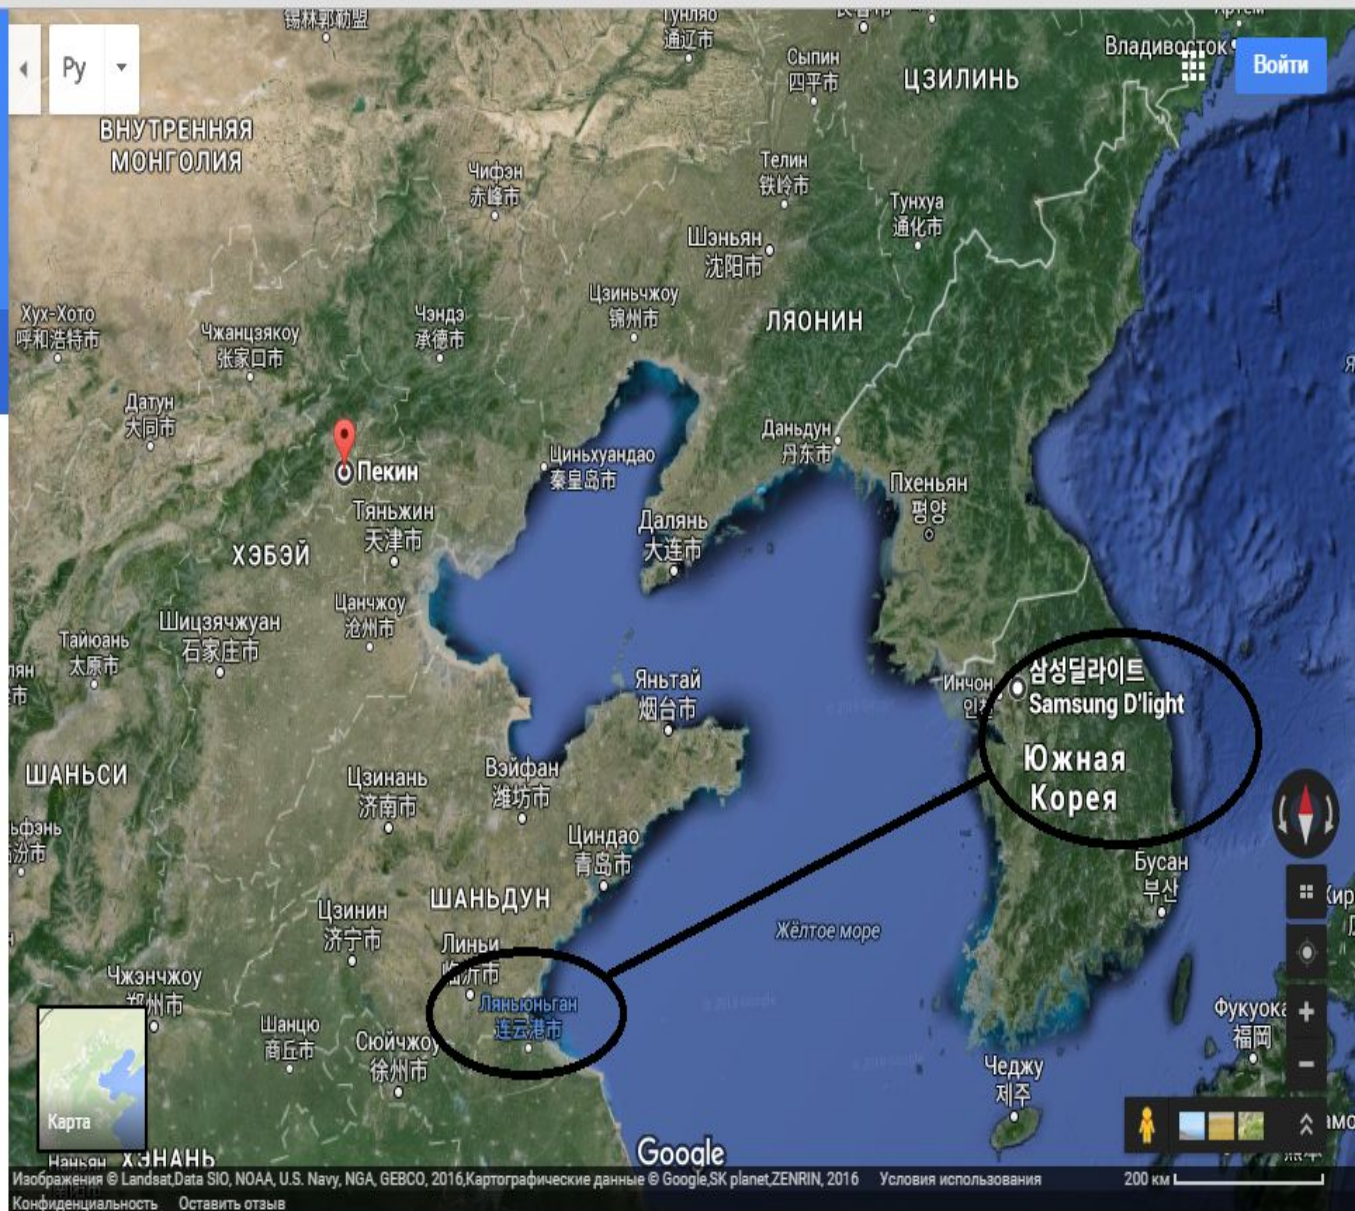 锡林郭勒盟
Тунляо
通辽市
Сыпин
四平市
ЦЗИЛИНЬ
Владивосток
Артём
Войти
Ру
ВНУТРЕННЯЯ
МОНГОЛИЯ
Чифэн
赤峰市
Телин
铁岭市
Тунхуа
通化市
Шэньян
沈阳市
Цзиньчжоу
锦州市
ЛЯОНИН
Хух-Хото
呼和浩特市
Чжанцзякоу
张家口市
Чэндэ
承德市
Датун
大同市
Пекин
Циньхуандао
秦皇岛市
Даньдун
丹东市
Пхеньян
평양
Тяньжин
天津市
Далянь
大连市
ХЭБЭЙ
Цанчжоу
沧州市
Шицзячжуан
石家庄市
Тайюань
太原市
Яньтай
烟台市
Инчон
인천
삼성딜라이트
Samsung D'light
Южная
Корея
ШАНЬСИ
Цзинань
济南市
Вэйфан
潍坊市
Циндао
青岛市
Бусан
부산
ШАНЬДУН
Цзинин
济宁市
Линьи
临沂市
Жёлтое море
Чжэнчжоу
郑州市
Ляньюньган
连云港市
Шанцю
商丘市
Сюйчжоу
徐州市
Фукуока
福岡
Чеджу
제주
Карта
Наньян
ХЭНАНЬ
Google
Изображения © Landsat,Data SIO, NOAA, U.S. Navy, NGA, GEBCO, 2016,Картографические данные © Google,SK planet,ZENRIN, 2016 Условия использования 200 км
Конфиденциальность Оставить отзыв